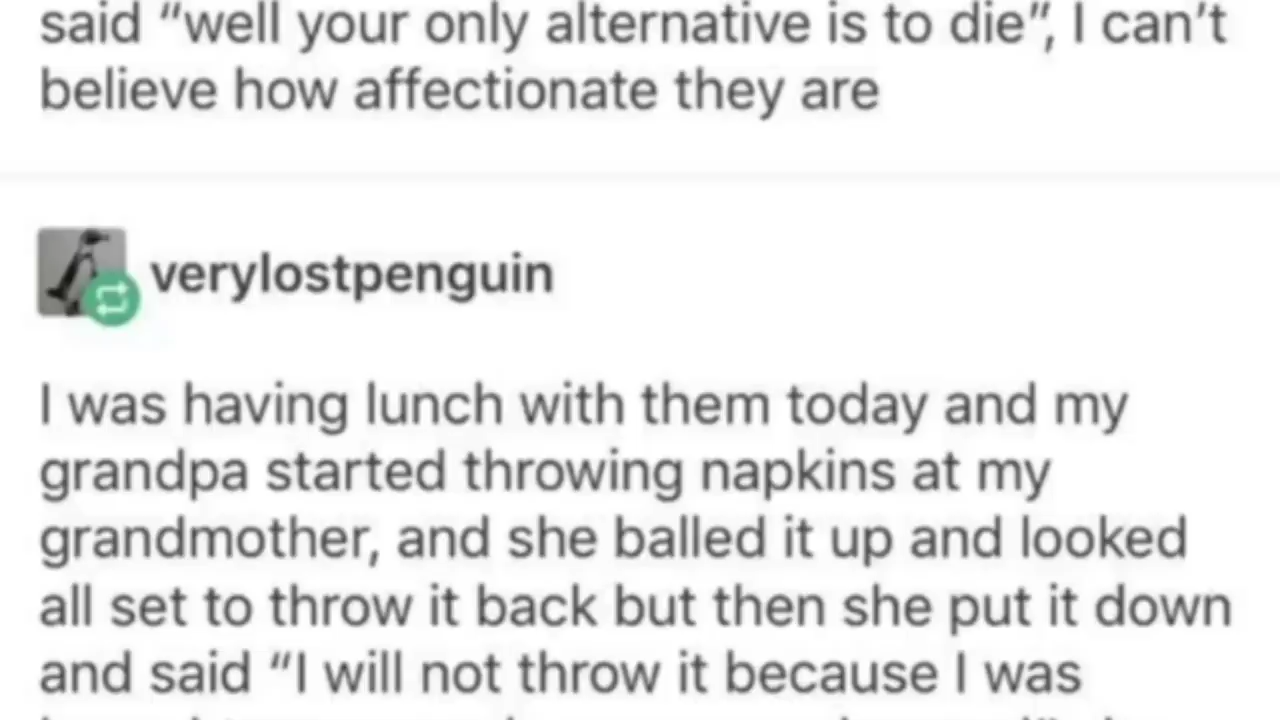 said “well your only alternative is to die”, I can’t
believe how affectionate they are
verylostpenguin
I was having lunch with them today and my
grandpa started throwing napkins at my
grandmother, and she balled it up and looked
all set to throw it back but then she put it down
and said “I will not throw it because I was